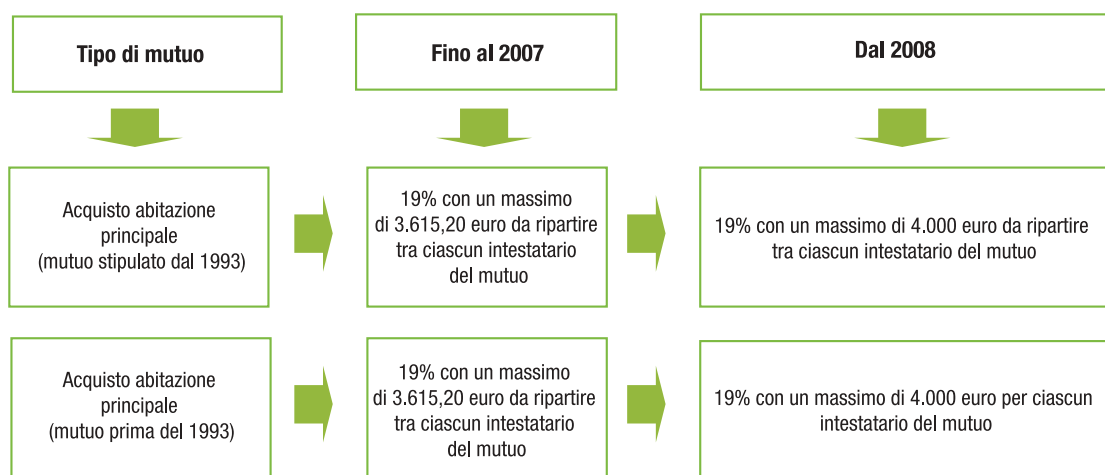 Tipo di mutuo
Fino al 2007
Dal 2008
Acquisto abitazione
principale
(mutuo stipulato dal 1993)
19% con un massimo
di 3.615,20 euro da ripartire
tra ciascun intestatario
del mutuo
19% con un massimo di 4.000 euro da ripartire
tra ciascun intestatario del mutuo
Acquisto abitazione
principale
(mutuo prima del 1993)
19% con un massimo
di 3.615,20 euro da ripartire
tra ciascun intestatario
del mutuo
19% con un massimo di 4.000 euro per ciascun
intestatario del mutuo